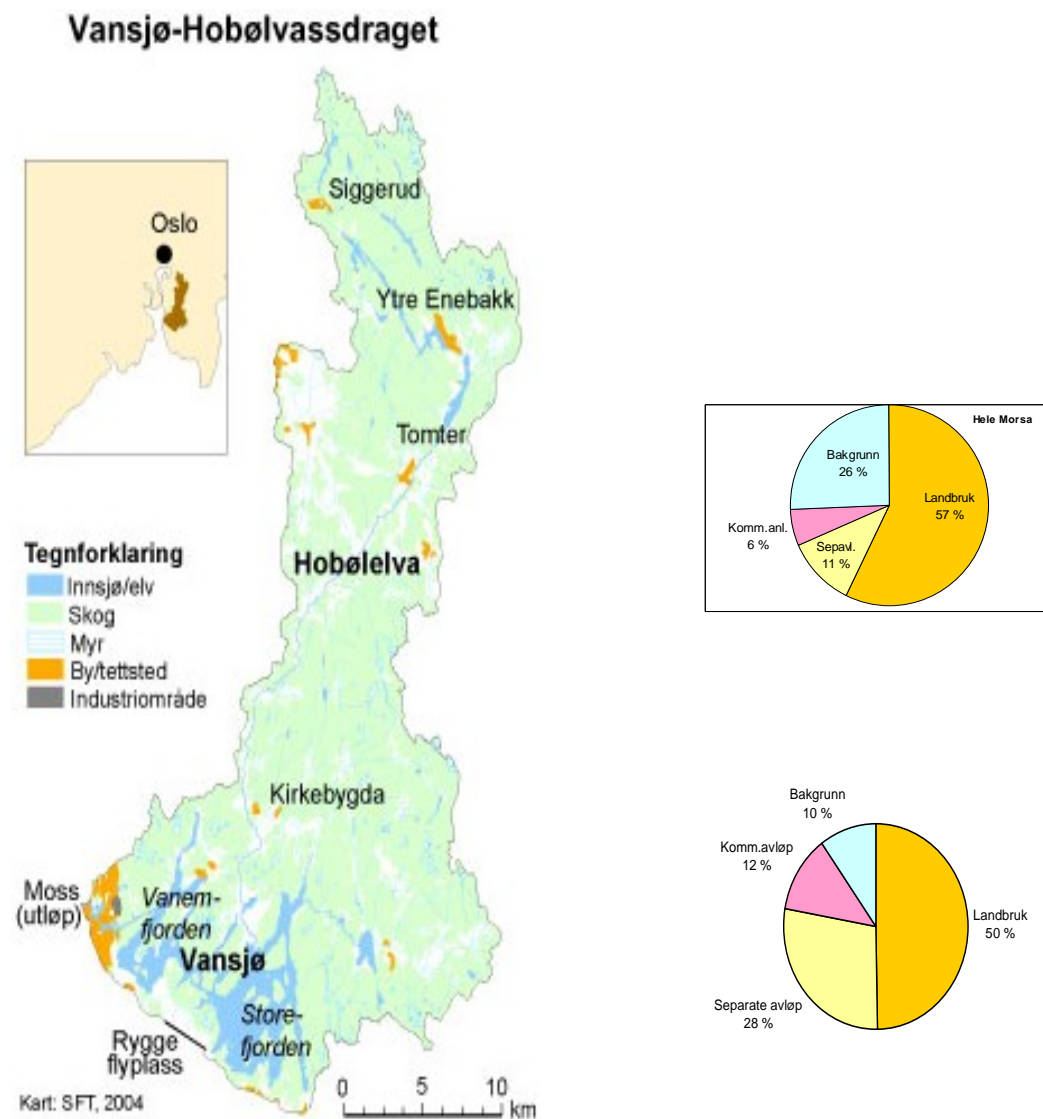 Vansjø-Hobølvassdraget
Oslo
Siggerud
Ytre Enebakk
Tomter
Hobølelva
Tegnforklaring
Innsjø/elv
Skog
Myr
By/tettsted
Industriområde
Kirkebygda
Moss
(utløp)
Vanem-
fjorden
Vansjø
Store-
fjorden
Rygge
flyplass
Kart: SFT, 2004
0 5 10
km
Hele Morsa
Bakgrunn
26 %
Landbruk
57 %
Komm.anl.
6 %
Sepavl.
11 %
Bakgrunn
10 %
Komm.avløp
12 %
Landbruk
50 %
Separate avløp
28 %